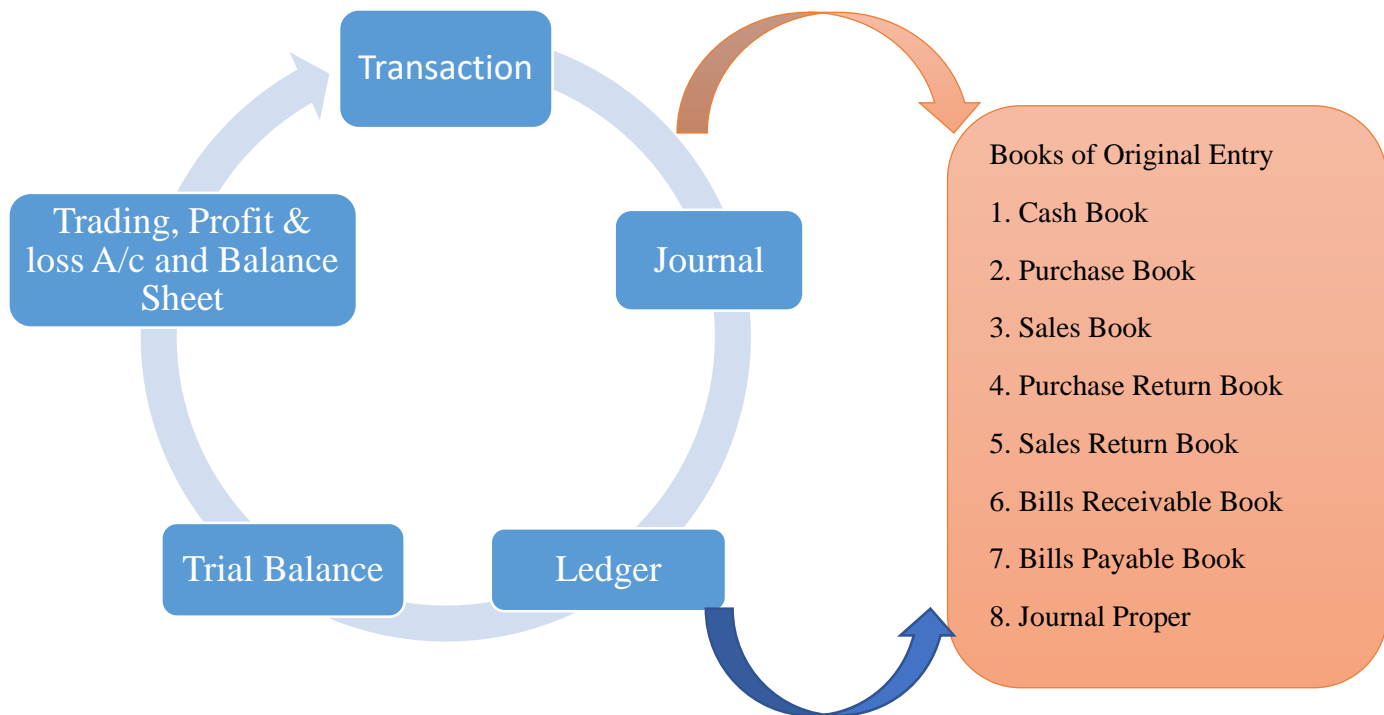 Transaction
Journal
Ledger
Trial Balance
Trading, Profit &
loss A/c and Balance
Sheet
Books of Original Entry
1. Cash Book
2. Purchase Book
3. Sales Book
4. Purchase Return Book
5. Sales Return Book
6. Bills Receivable Book
7. Bills Payable Book
8. Journal Proper